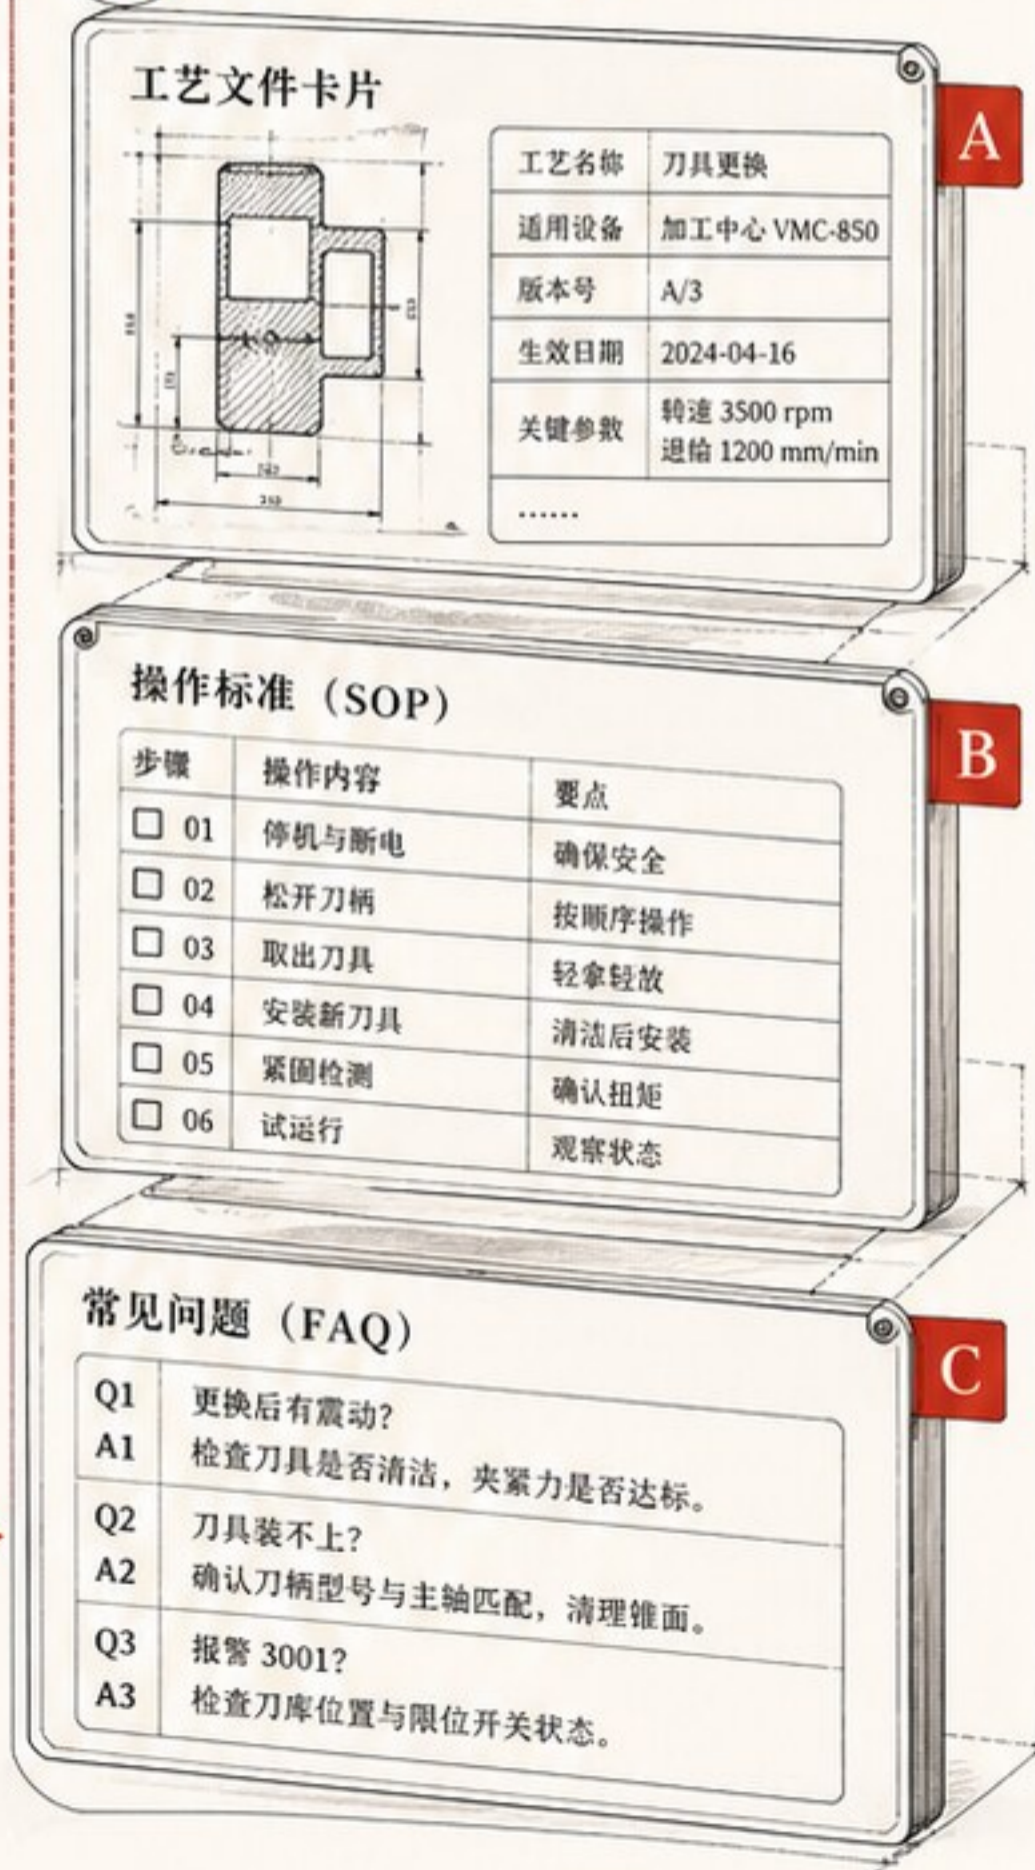 工艺文件卡片
A
工艺名称 刀具更换
适用设备 加工中心 VMC-850
版本号 A/3
生效日期 2024-04-16
关键参数 转速 3500 rpm
进给 1200 mm/min
......
操作标准（SOP）
B
步骤 操作内容 要点
01 停机与断电 确保安全
02 松开刀柄 按顺序操作
03 取出刀具 轻拿轻放
04 安装新刀具 清洁后安装
05 紧固检测 确认扭矩
06 试运行 观察状态
常见问题（FAQ）
C
Q1 更换后有震动？
A1 检查刀具是否清洁，夹紧力是否达标。
Q2 刀具装不上？
A2 确认刀柄型号与主轴匹配，清理锥面。
Q3 报警 3001？
A3 检查刀库位置与限位开关状态。